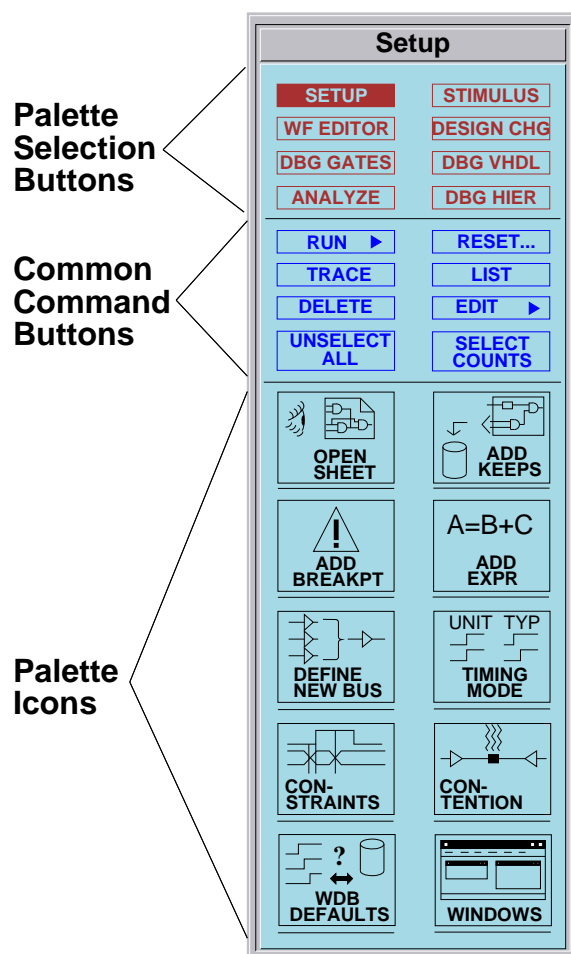 Setup
Palette
Selection
Buttons
SETUP
STIMULUS
WF EDITOR
DESIGN CHG
DBG GATES
DBG VHDL
ANALYZE
DBG HIER
Common
Command
Buttons
RUN
RESET...
TRACE
LIST
DELETE
EDIT
UNSELECT
ALL
SELECT
COUNTS
Palette
Icons
OPEN
SHEET
ADD
KEEPS
!
ADD
BREAKPT
A=B+C
ADD
EXPR
DEFINE
NEW BUS
UNIT TYP
TIMING
MODE
CON-
STRAINTS
CON-
TENTION
?
WDB
DEFAULTS
WINDOWS